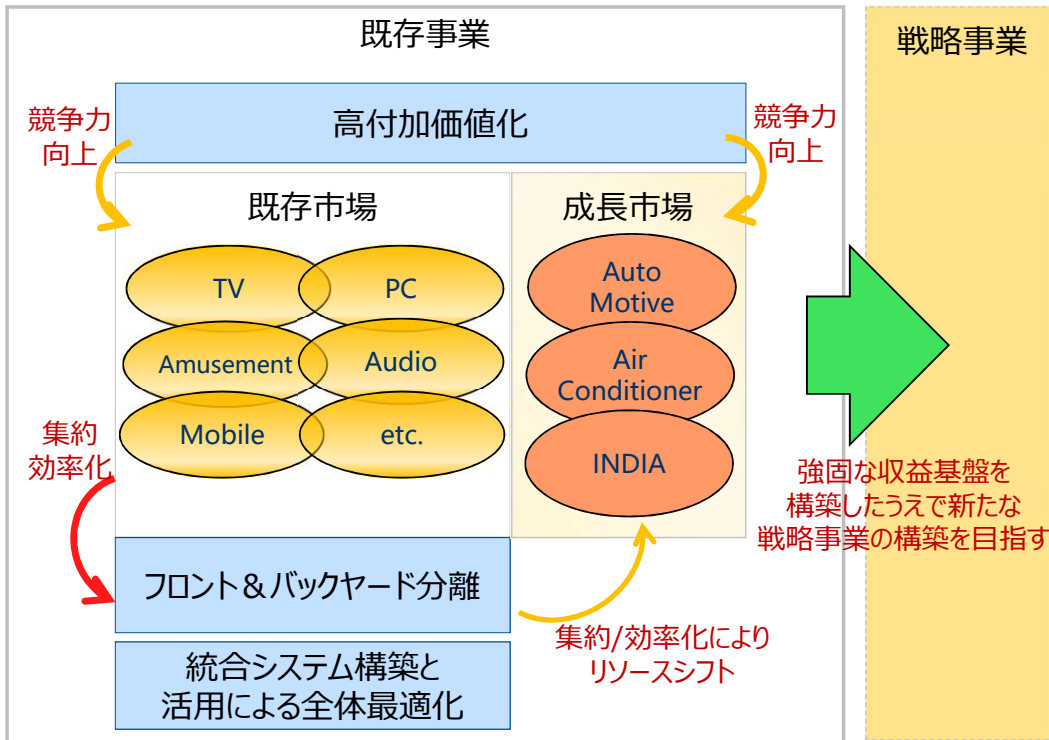 既存事業
戦略事業
競争力
向上
高付加価値化
競争力
向上
既存市場
成長市場
TV
PC
Amusement
Audio
Mobile
etc.
Auto
Motive
Air
Conditioner
INDIA
集約
効率化
強固な収益基盤を
構築したうえで新たな
戦略事業の構築を目指す
フロント＆バックヤード分離
集約/効率化により
リソースシフト
統合システム構築と
活用による全体最適化